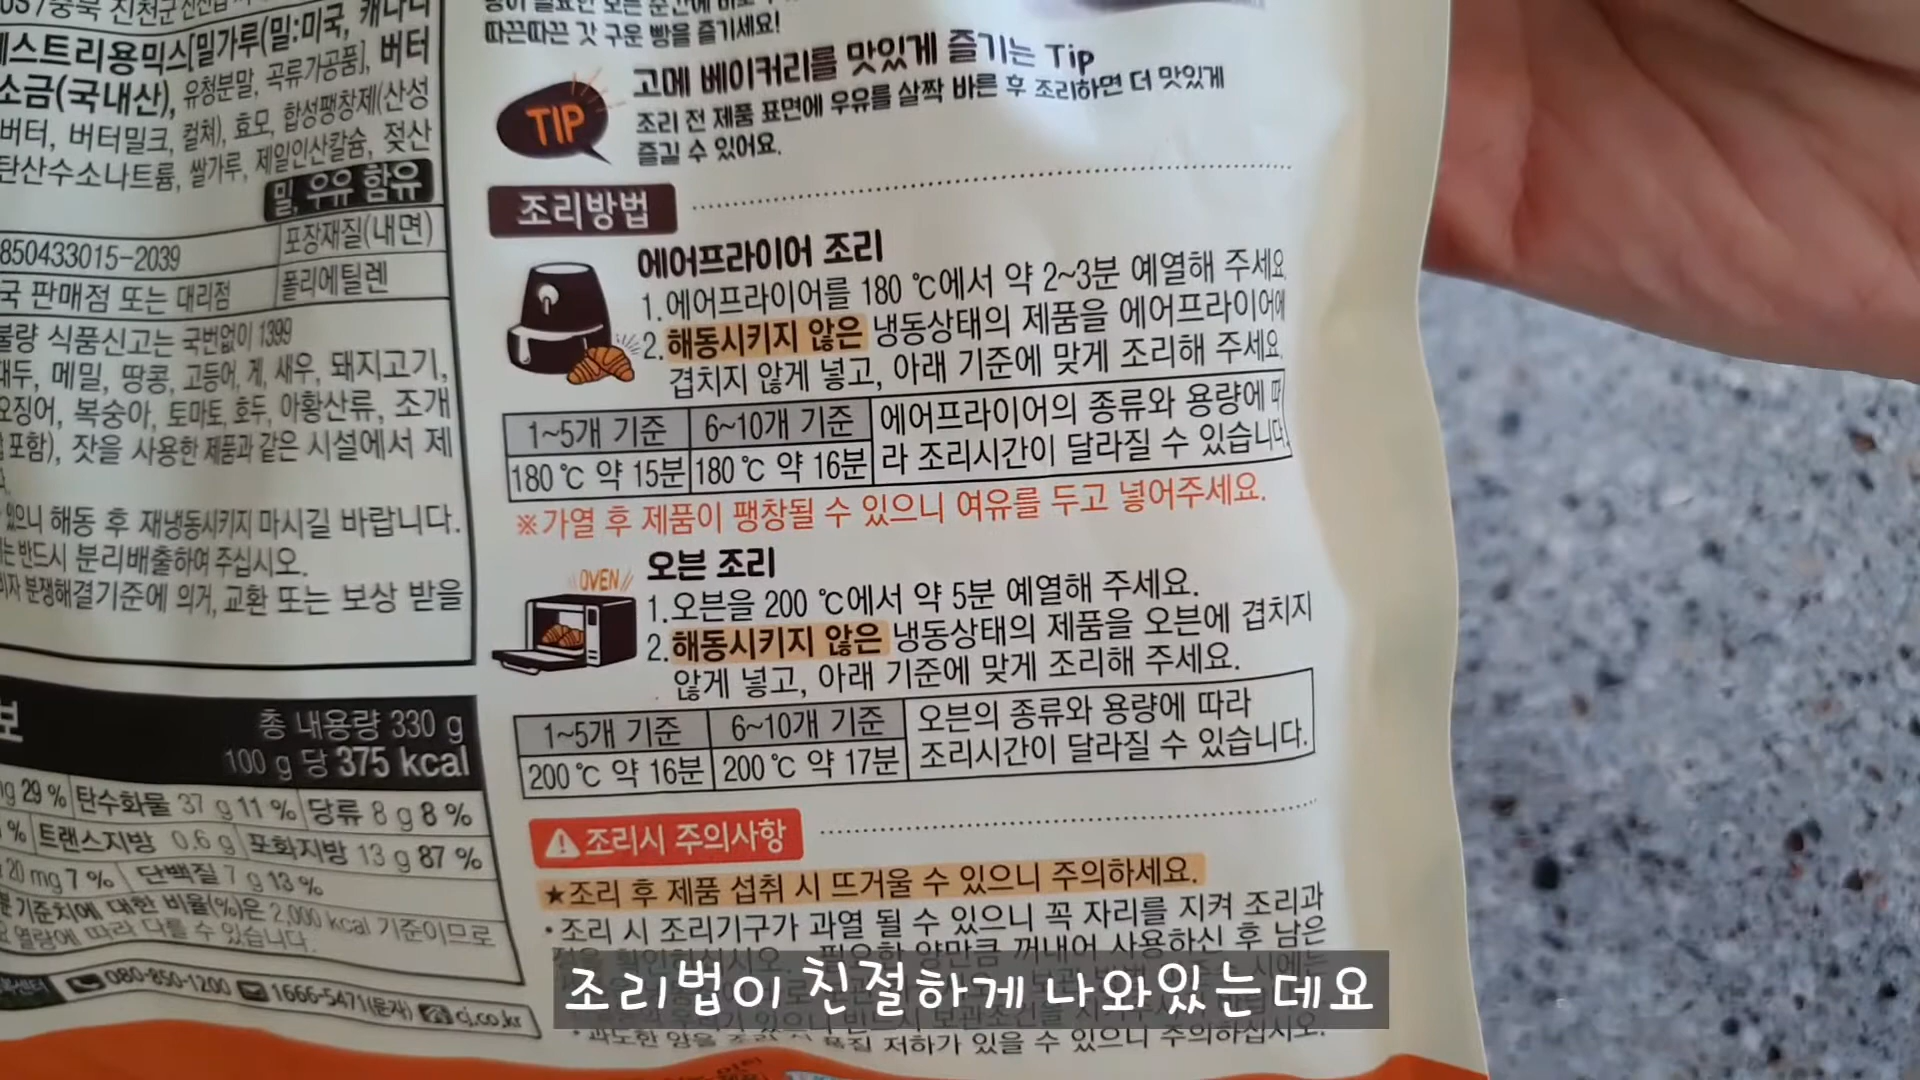 페스트리용믹스[밀가루(밀:미국, 캐나다
소금(국내산), 유청분말, 곡류가공품], 버터
버터, 버터밀크, 컬처), 효모, 합성팽창제(산성
탄산수소나트륨, 쌀가루, 제일인산칼슘, 젖산
밀, 우유 함유
850433015-2039
포장재질(내면)
국 판매점 또는 대리점
폴리에틸렌
불량 식품신고는 국번없이 1399
대두, 메밀, 땅콩, 고등어, 게, 새우, 돼지고기,
오징어, 복숭아, 토마토, 호두, 아황산류, 조개
포함), 잣을 사용한 제품과 같은 시설에서 제
있으니 해동 후 재냉동시키지 마시길 바랍니다.
는 반드시 분리배출하여 주십시오.
비자 분쟁해결기준에 의거, 교환 또는 보상 받을
보
총 내용량 330 g
100 g 당 375 kcal
29 % 탄수화물 37 g 11 % 당류 8 g 8 %
% 트랜스지방 0.6 g 포화지방 13 g 87 %
20 mg 7 % 단백질 7 g 13 %
기준치에 대한 비율(%)은 2,000 kcal 기준이므로
열량에 따라 다를 수 있습니다.
080-850-1200 1666-5471(문자) cj.co.kr
따끈따끈 갓 구운 빵을 즐기세요!
TIP
고메 베이커리를 맛있게 즐기는 Tip
조리 전 제품 표면에 우유를 살짝 바른 후 조리하면 더 맛있게
즐길 수 있어요.
조리방법
에어프라이어 조리
1. 에어프라이어를 180 ℃에서 약 2~3분 예열해 주세요
2. 해동시키지 않은 냉동상태의 제품을 에어프라이어에
겹치지 않게 넣고, 아래 기준에 맞게 조리해 주세요
1~5개 기준 6~10개 기준 에어프라이어의 종류와 용량에 따
180 ℃ 약 15분 180 ℃ 약 16분 라 조리시간이 달라질 수 있습니다
※가열 후 제품이 팽창될 수 있으니 여유를 두고 넣어주세요.
OVEN
오븐 조리
1. 오븐을 200 ℃에서 약 5분 예열해 주세요.
2. 해동시키지 않은 냉동상태의 제품을 오븐에 겹치지
않게 넣고, 아래 기준에 맞게 조리해 주세요.
1~5개 기준 6~10개 기준 오븐의 종류와 용량에 따라
200 ℃ 약 16분 200 ℃ 약 17분 조리시간이 달라질 수 있습니다.
조리시 주의사항
★조리 후 제품 섭취 시 뜨거울 수 있으니 주의하세요.
• 조리 시 조리기구가 과열 될 수 있으니 꼭 자리를 지켜 조리과
필요한 양만큼 꺼내어 사용하신 후 남은
조리법이 친절하게 나와있는데요
• 과도한 양을 조리 시 품질 저하가 있을 수 있으니 주의하십시오.